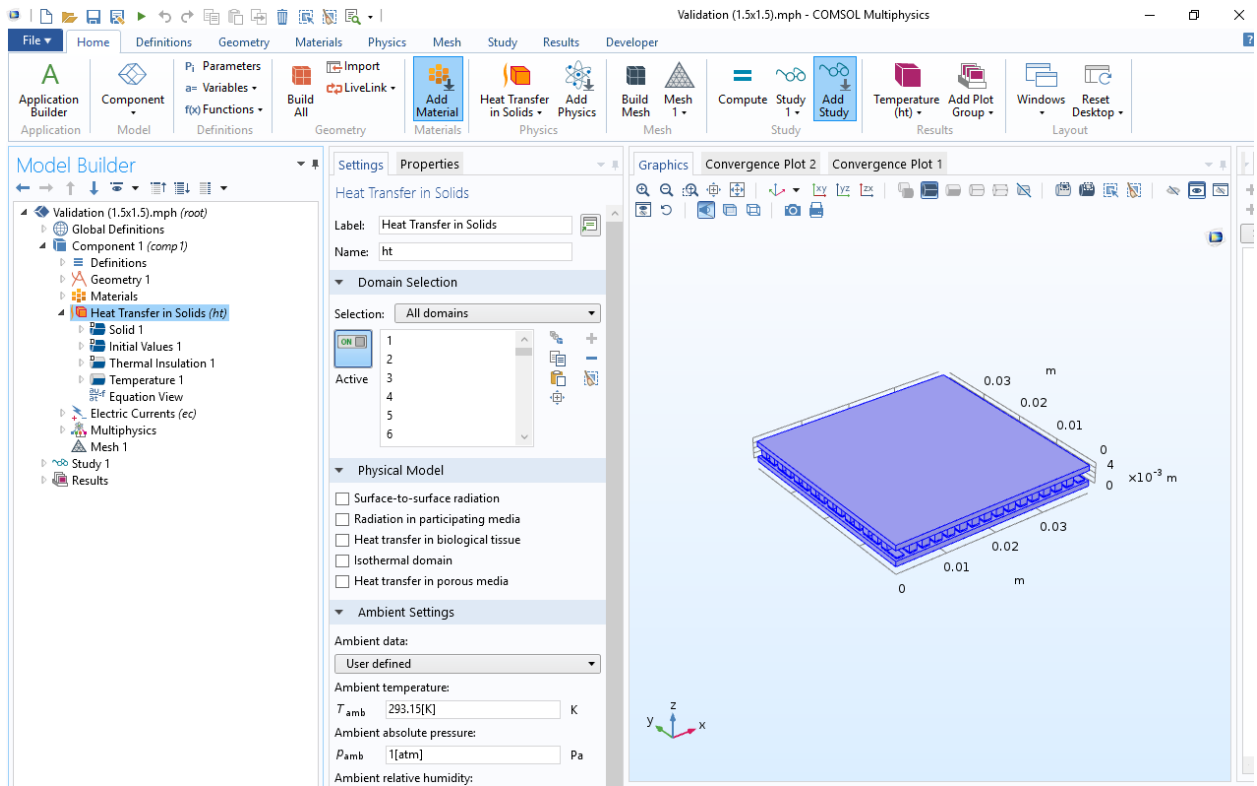 Validation (1.5x1.5).mph - COMSOL Multiphysics
File Home Definitions Geometry Materials Physics Mesh Study Results Developer
?
A
Application Builder
Application
Component
Model
Pi Parameters
a= Variables
f(x) Functions
Definitions
Build All
Import
LiveLink
Geometry
Add Material
Materials
Heat Transfer in Solids
Add Physics
Physics
Build Mesh
Mesh 1
Mesh
Compute
Study 1
Add Study
Study
Temperature (ht)
Add Plot Group
Results
Windows
Reset Desktop
Layout
Model Builder
Validation (1.5x1.5).mph (root)
Global Definitions
Component 1 (comp1)
Definitions
Geometry 1
Materials
Heat Transfer in Solids (ht)
Solid 1
Initial Values 1
Thermal Insulation 1
Temperature 1
Equation View
Electric Currents (ec)
Multiphysics
Mesh 1
Study 1
Results
Settings Properties
Heat Transfer in Solids
Label: Heat Transfer in Solids
Name: ht
Domain Selection
Selection: All domains
ON
Active
1
2
3
4
5
6
Physical Model
Surface-to-surface radiation
Radiation in participating media
Heat transfer in biological tissue
Isothermal domain
Heat transfer in porous media
Ambient Settings
Ambient data:
User defined
Ambient temperature:
Tamb 293.15[K] K
Ambient absolute pressure:
pamb 1[atm] Pa
Ambient relative humidity:
Graphics Convergence Plot 2 Convergence Plot 1
xy yz zx
m
0.03
0.02
0.01
0
4
0
×10⁻³ m
0.03
0.02
0.01
0
m
z
y
x